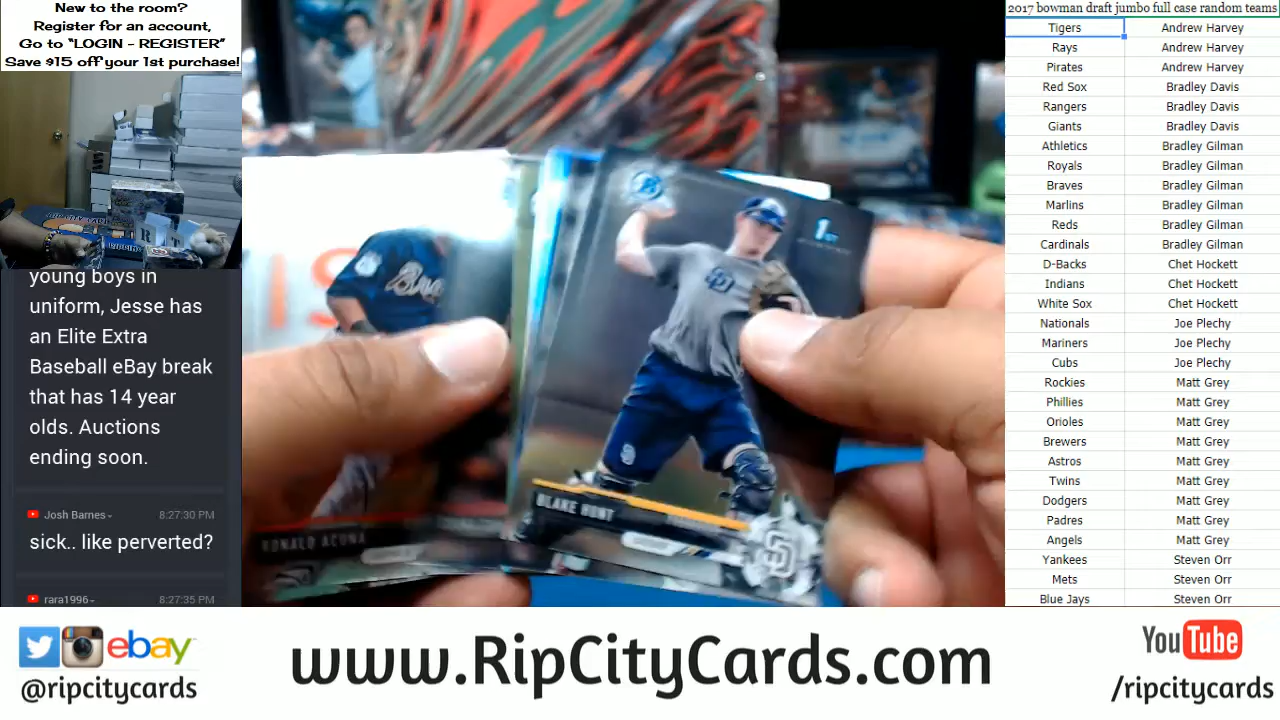 New to the room?
Register for an account,
Go to “LOGIN - REGISTER”
Save $15 off your 1st purchase!
young boys in
uniform, Jesse has
an Elite Extra
Baseball eBay break
that has 14 year
olds. Auctions
ending soon.
Josh Barnes 8:27:30 PM
sick.. like perverted?
rara1996 8:27:35 PM
1ST
SD
BLAKE HUNT
SD
RONALD ACUNA
2017 bowman draft jumbo full case random teams
Tigers Andrew Harvey
Rays Andrew Harvey
Pirates Andrew Harvey
Red Sox Bradley Davis
Rangers Bradley Davis
Giants Bradley Davis
Athletics Bradley Gilman
Royals Bradley Gilman
Braves Bradley Gilman
Marlins Bradley Gilman
Reds Bradley Gilman
Cardinals Bradley Gilman
D-Backs Chet Hockett
Indians Chet Hockett
White Sox Chet Hockett
Nationals Joe Plechy
Mariners Joe Plechy
Cubs Joe Plechy
Rockies Matt Grey
Phillies Matt Grey
Orioles Matt Grey
Brewers Matt Grey
Astros Matt Grey
Twins Matt Grey
Dodgers Matt Grey
Padres Matt Grey
Angels Matt Grey
Yankees Steven Orr
Mets Steven Orr
Blue Jays Steven Orr
ebay
@ripcitycards
www.RipCityCards.com
YouTube
/ripcitycards